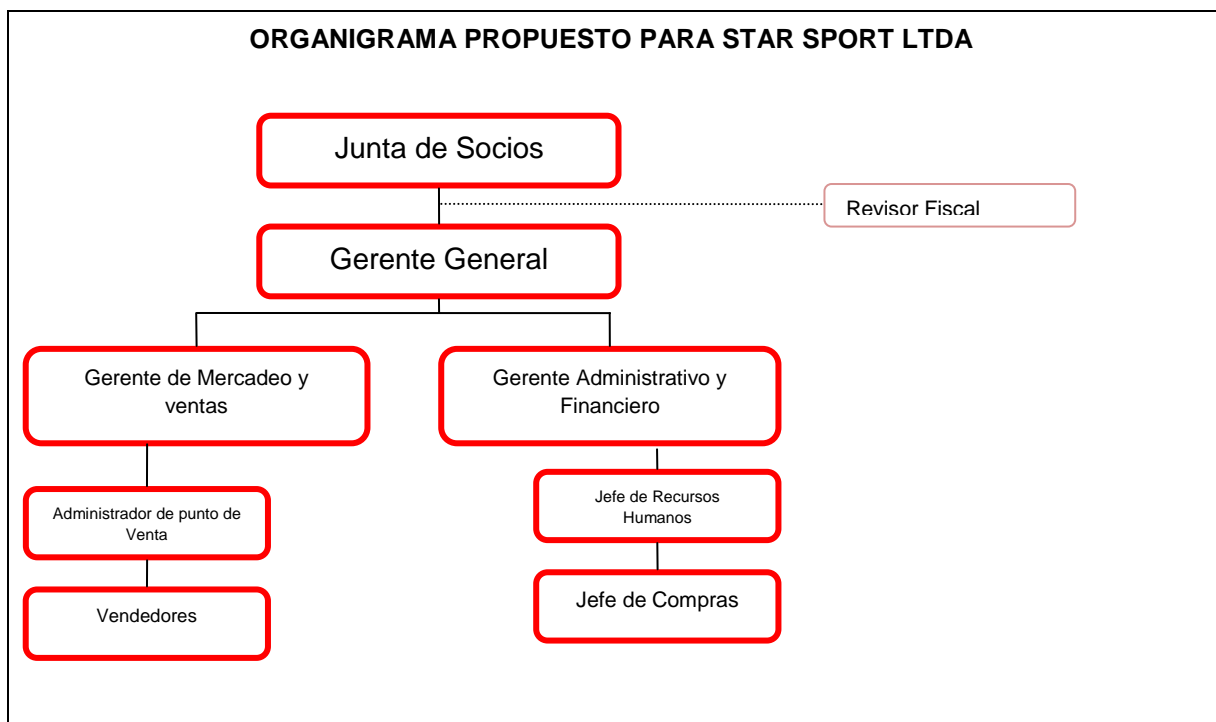 ORGANIGRAMA PROPUESTO PARA STAR SPORT LTDA
Junta de Socios
Revisor Fiscal
Gerente General
Gerente de Mercadeo y
ventas
Gerente Administrativo y
Financiero
Administrador de punto de
Venta
Jefe de Recursos
Humanos
Vendedores
Jefe de Compras